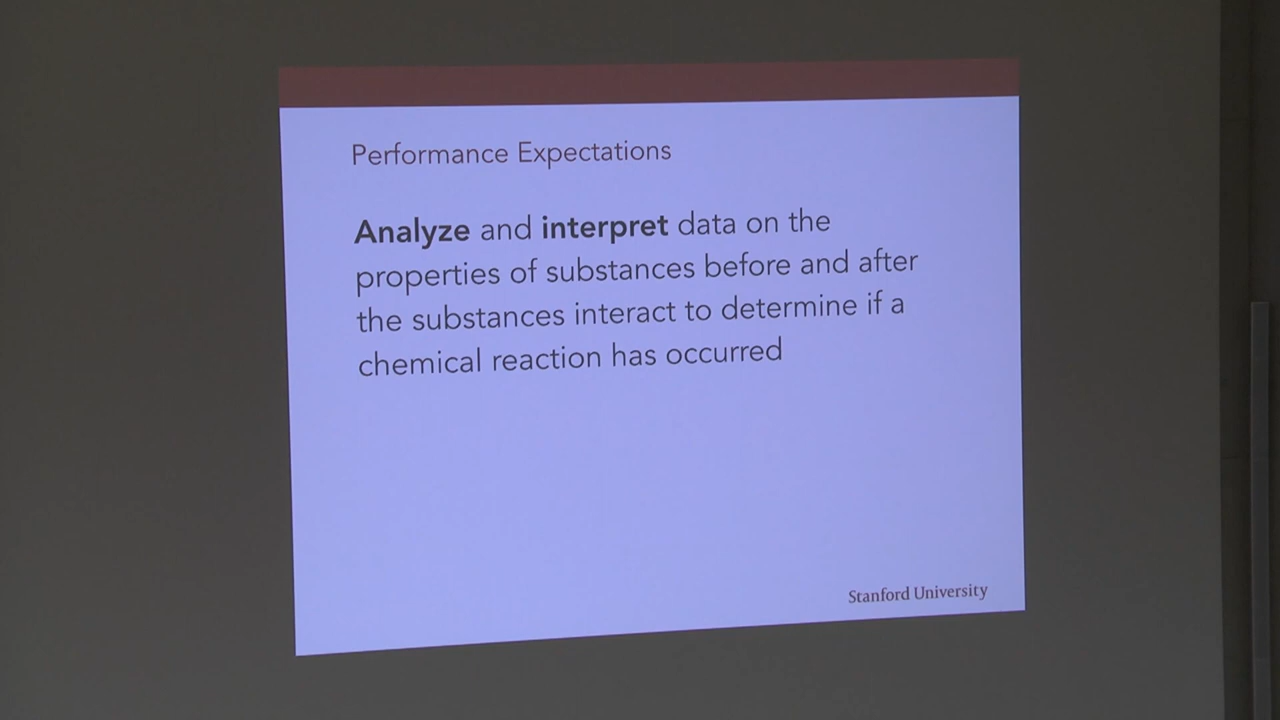 Performance Expectations
Analyze and interpret data on the
properties of substances before and after
the substances interact to determine if a
chemical reaction has occurred
Stanford University